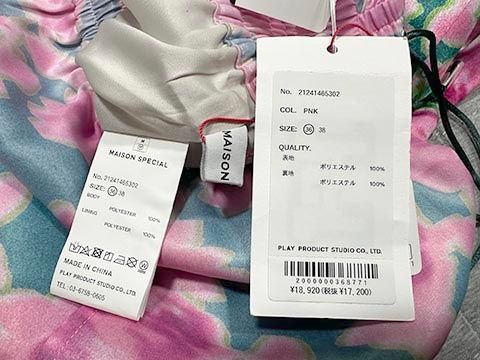 MAISON SPECIAL
No. 21241465302
SIZE: 36 38
BODY
POLYESTER 100%
LINING
POLYESTER 100%
MADE IN CHINA
PLAY PRODUCT STUDIO CO., LTD.
TEL: 03-6758-0605
MAISON
No. 21241465302
COL. PNK
SIZE: 36 38
QUALITY.
表地
ポリエステル 100%
裏地
ポリエステル 100%
PLAY PRODUCT STUDIO CO., LTD.
2000000368771
¥18,920(税抜 ¥17,200)